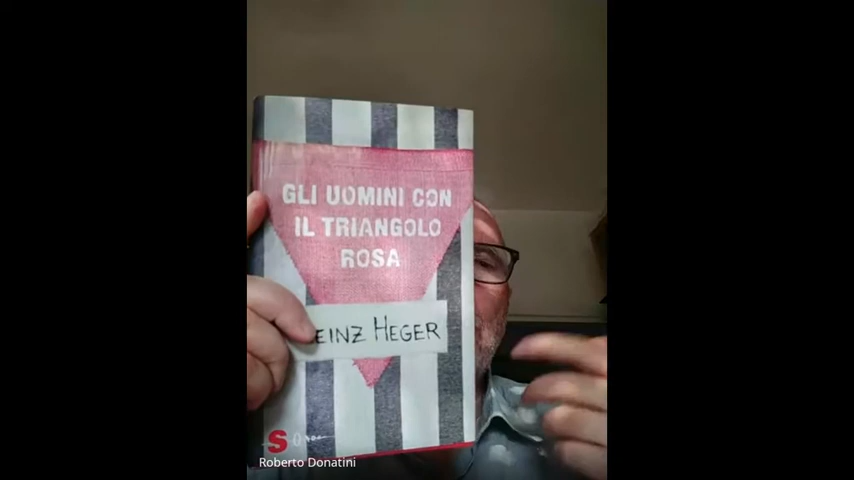 GLI UOMINI CON
IL TRIANGOLO
ROSA
EINZ HEGER
S
Roberto Donatini